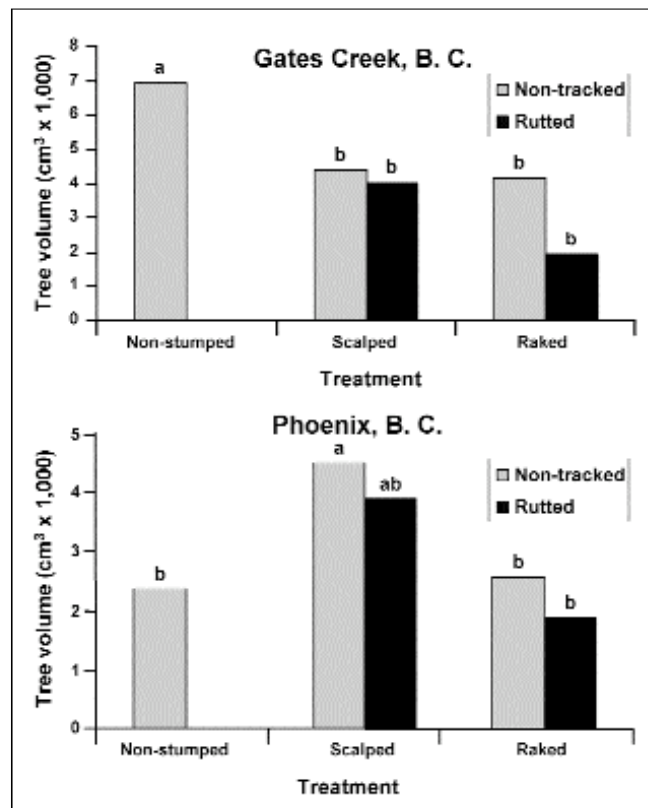 Gates Creek, B. C.
Tree volume (cm³ x 1,000)
8
7
6
5
4
3
2
1
0
a
b b
b
b
Non-tracked
Rutted
Non-stumped Scalped Raked
Treatment
Phoenix, B. C.
Tree volume (cm³ x 1,000)
5
4
3
2
1
0
b
a
ab
b
b
Non-tracked
Rutted
Non-stumped Scalped Raked
Treatment